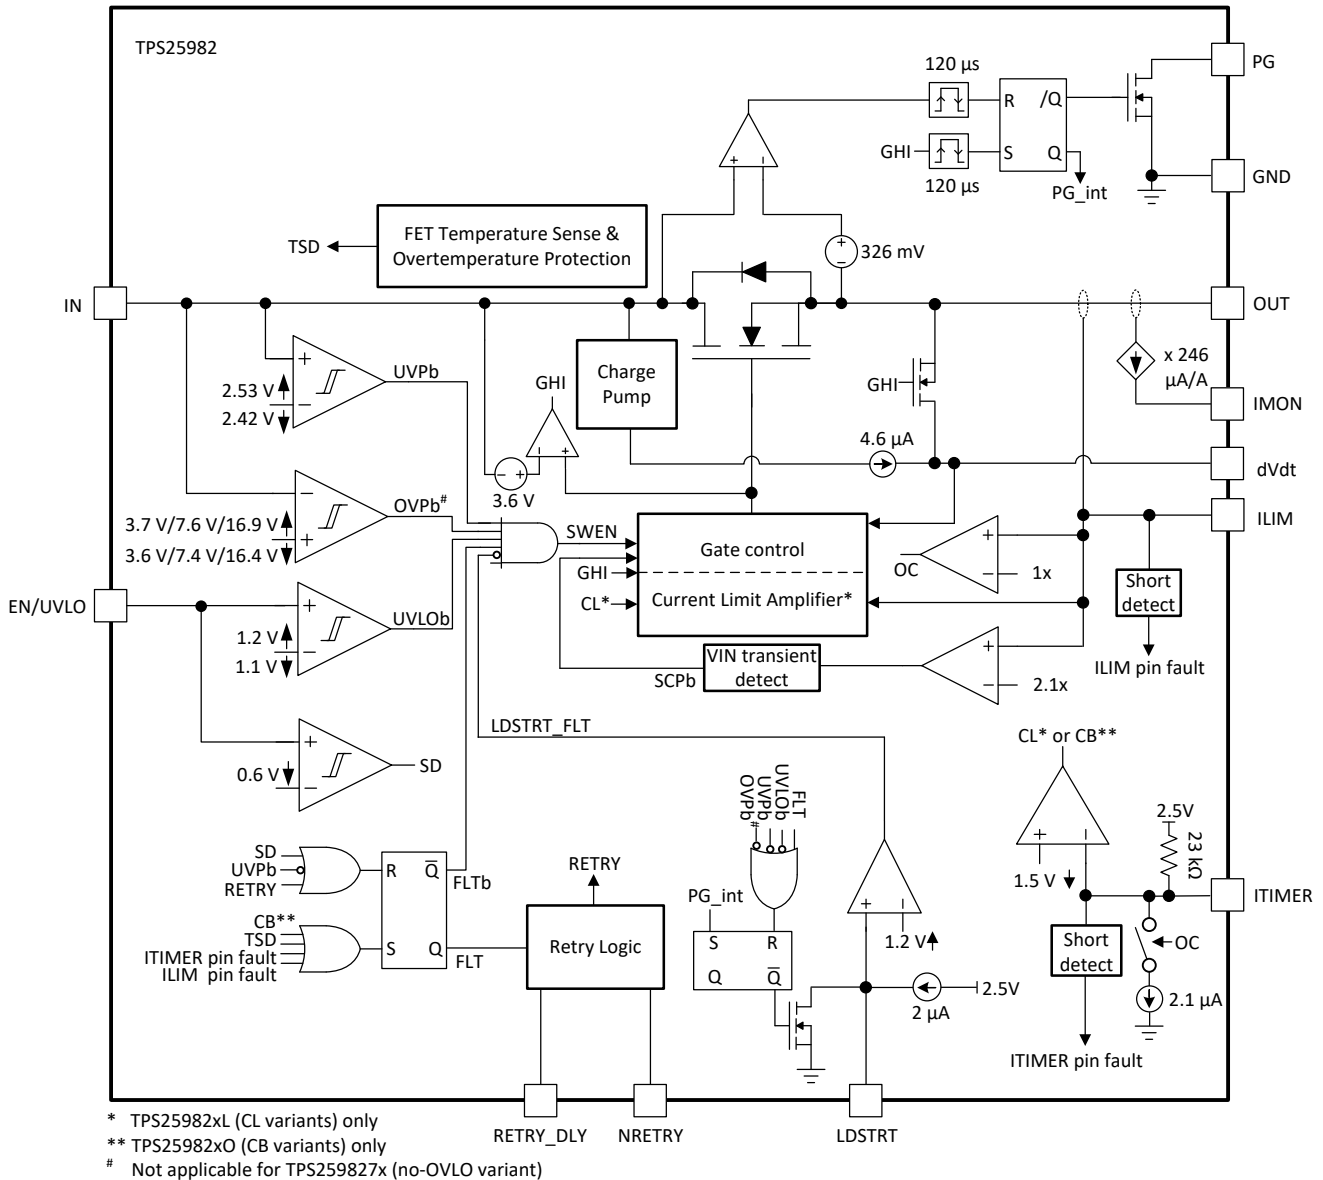 TPS25982
120 µs
PG
R
/Q
GHI
S
Q
120 µs
PG_int
GND
FET Temperature Sense &
Overtemperature Protection
TSD
+
–
+
–
326 mV
IN
OUT
+
UVPb
2.53 V
–
2.42 V
GHI
Charge
Pump
GHI
x 246
µA/A
IMON
4.6 µA
–
+
– +
3.6 V
dVdt
–
OVPb#
3.7 V/7.6 V/16.9 V
+
3.6 V/7.4 V/16.4 V
SWEN
Gate control
GHI
CL*
Current Limit Amplifier*
ILIM
+
OC
–
1x
Short
detect
ILIM pin fault
EN/UVLO
+
UVLOb
1.2 V
–
1.1 V
SCPb
VIN transient
detect
+
–
2.1x
LDSTRT_FLT
+
0.6 V
–
SD
CL* or CB**
UVLOb
UVPb
OVPb#
FLT
2.5V
23 kΩ
+
–
1.5 V
ITIMER
SD
UVPb
RETRY
R
Q
FLTb
CB**
TSD
ITIMER pin fault
ILIM pin fault
S
Q
FLT
RETRY
Retry Logic
PG_int
S
R
Q
Q
+
–
1.2 V
2.5V
2 µA
Short
detect
OC
2.1 µA
ITIMER pin fault
RETRY_DLY
NRETRY
LDSTRT
* TPS25982xL (CL variants) only
** TPS25982xO (CB variants) only
# Not applicable for TPS259827x (no-OVLO variant)